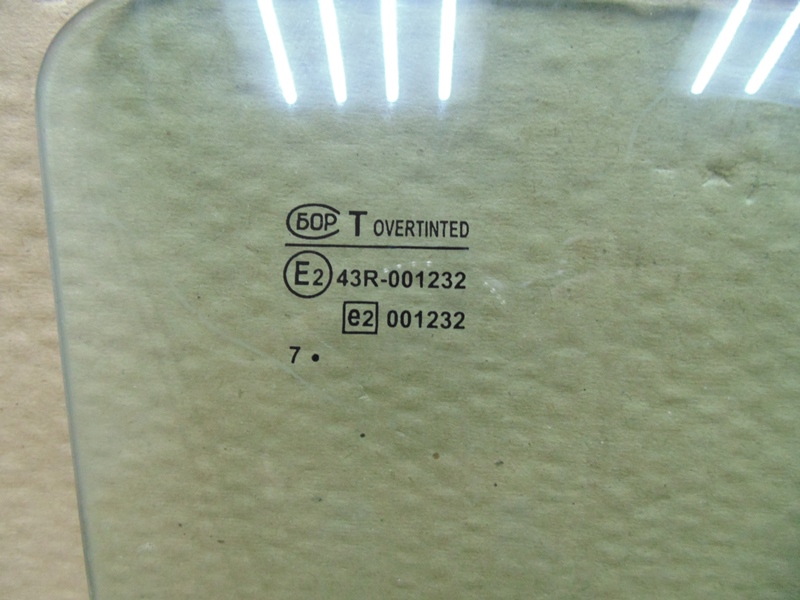 БОР T OVERTINTED
E2 43R-001232
e2 001232
7 •